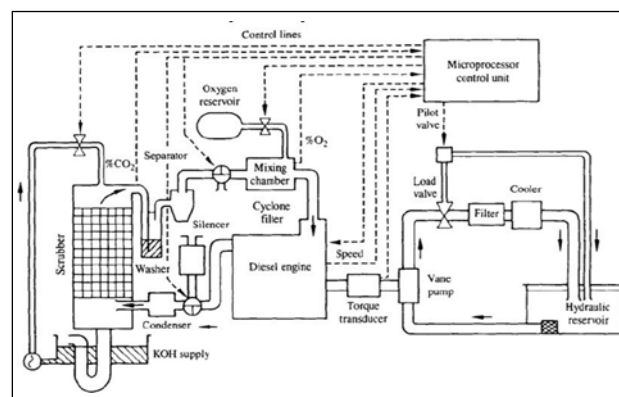 Control lines
Microprocessor
control unit
Oxygen
reservoir
Pilot
valve
%O₂
%CO₂
Separator
Mixing
chamber
Load
valve
Filter
Cooler
Cyclone
filter
Silencer
Scrubber
Washer
Diesel engine
Speed
Vane
pump
Torque
transducer
Hydraulic
reservoir
Condenser
KOH supply